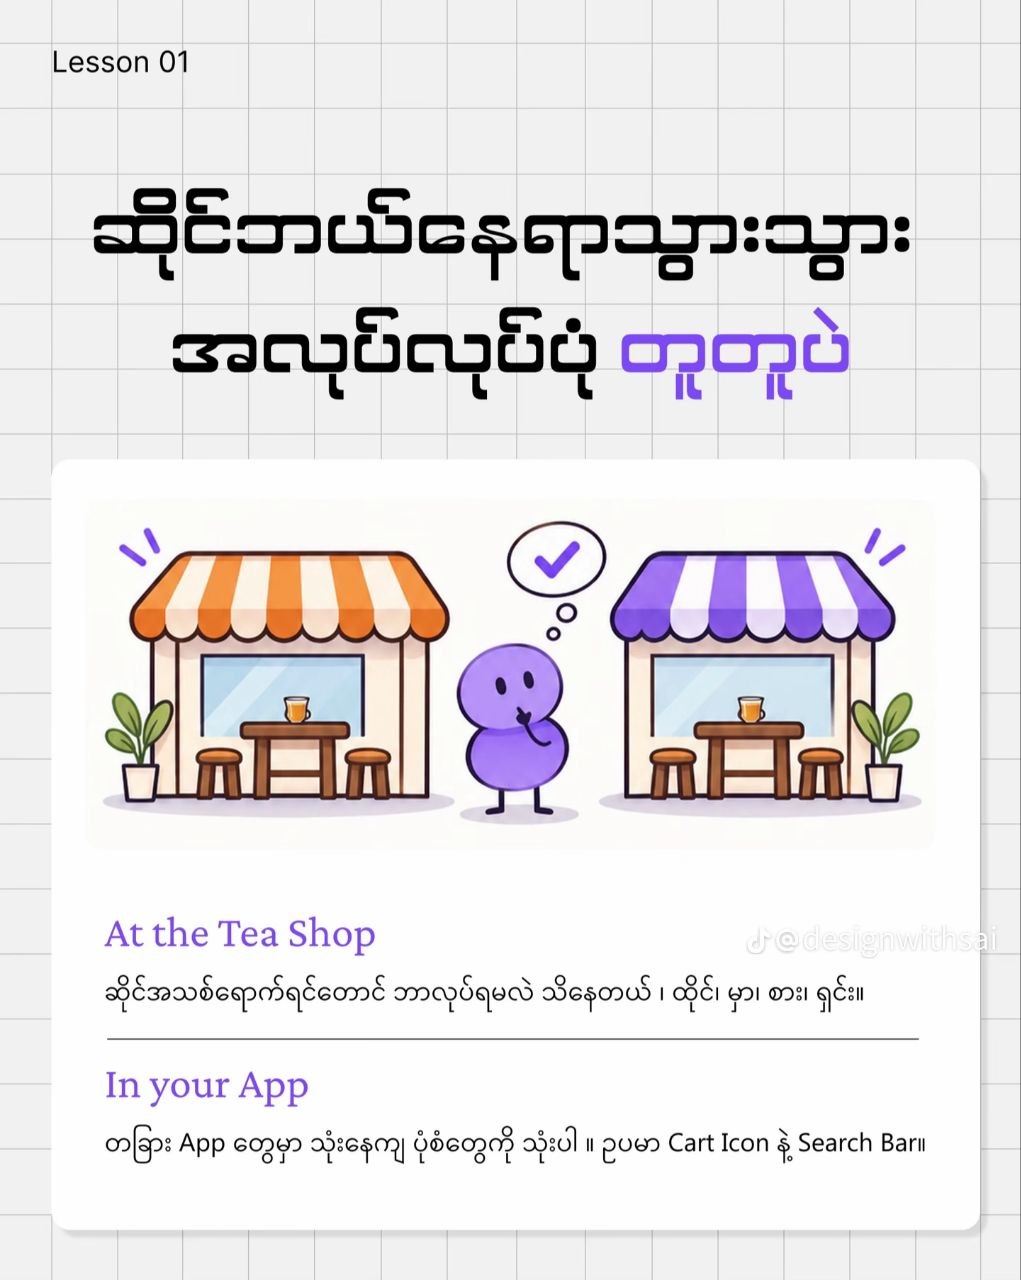 Lesson 01
ဆိုင်ဘယ်နေရာသွားသွား
အလုပ်လုပ်ပုံ တူတူပဲ
At the Tea Shop
@designwithsai
ဆိုင်အသစ်ရောက်ရင်တောင် ဘာလုပ်ရမလဲ သိနေတယ် ၊ ထိုင်၊ မှာ၊ စား၊ ရှင်း။
In your App
တခြား App တွေမှာ သုံးနေကျ ပုံစံတွေကို သုံးပါ ။ ဥပမာ Cart Icon နဲ့ Search Bar။